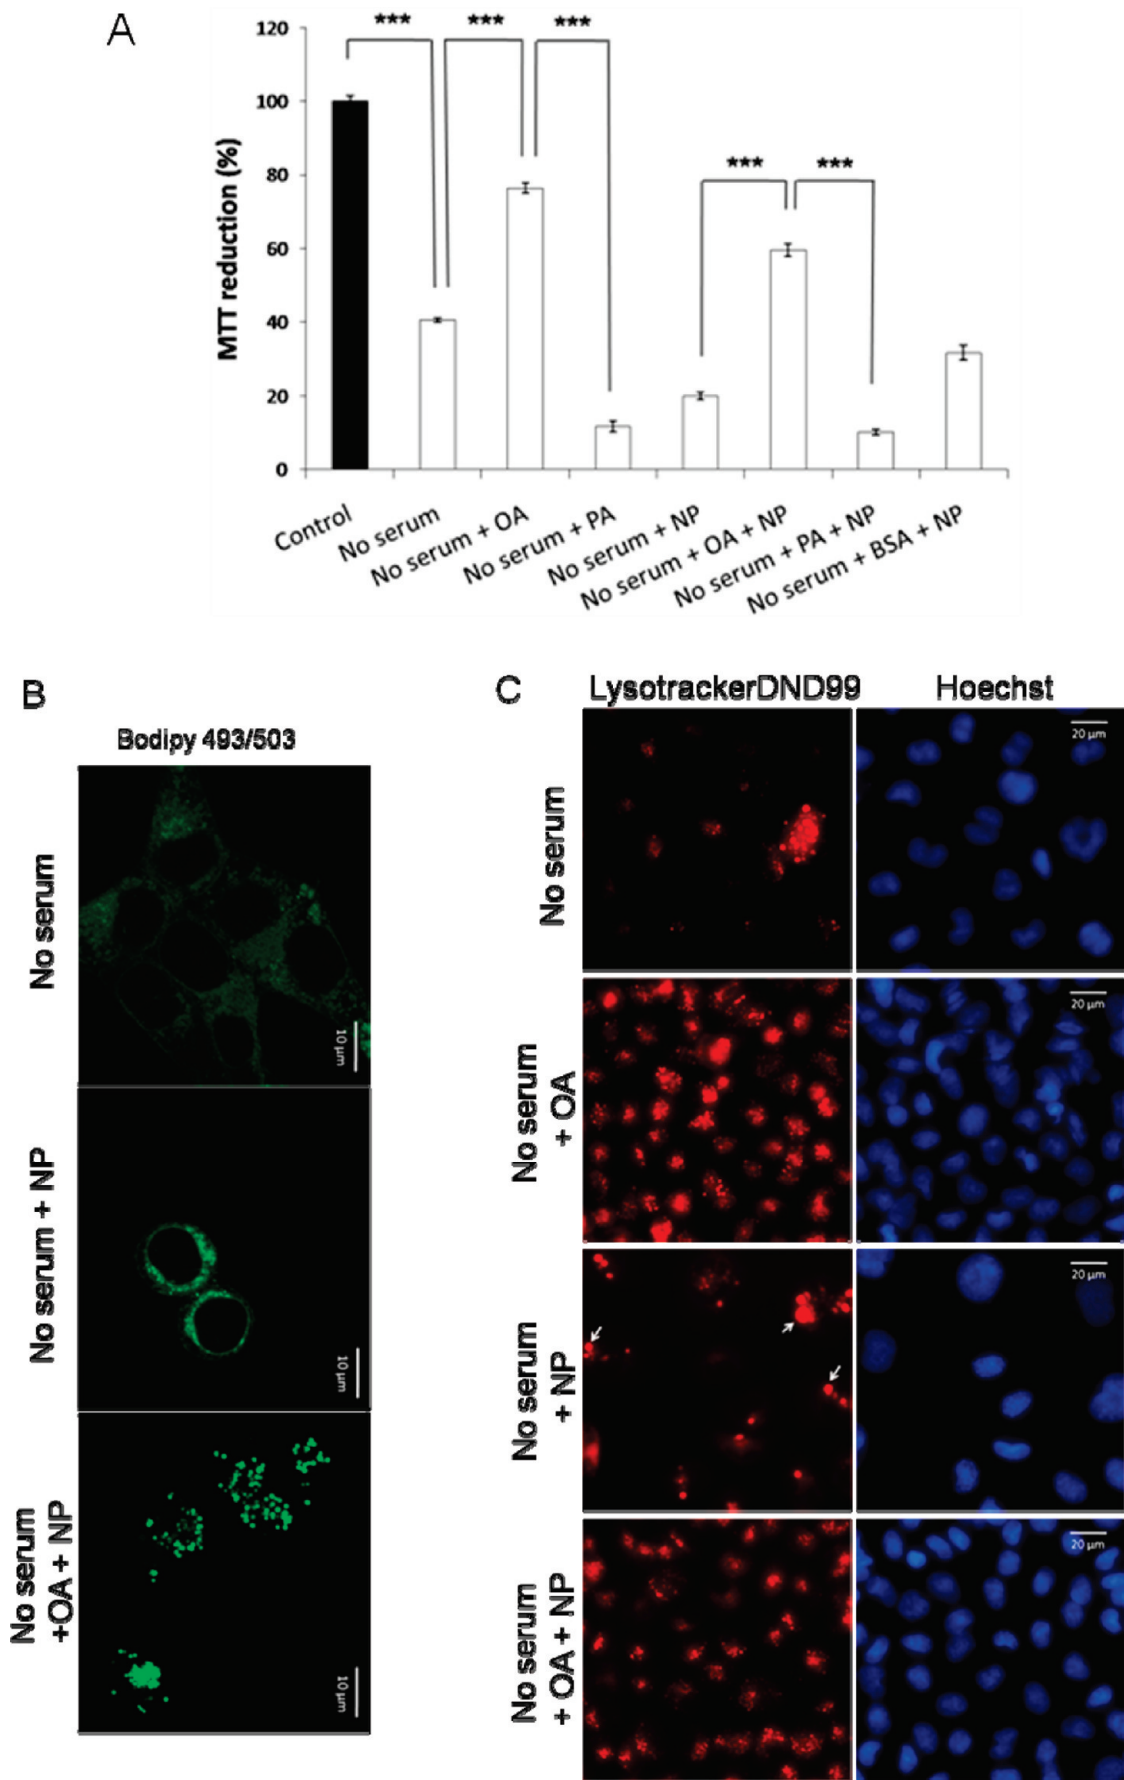 A
120
100
80
60
40
20
0
MTT reduction (%)
***
***
***
***
***
Control
No serum
No serum + OA
No serum + PA
No serum + NP
No serum + OA + NP
No serum + PA + NP
No serum + BSA + NP
B
Bodipy 493/503
No serum
10 µm
No serum + NP
10 µm
No serum
+OA + NP
10 µm
C
LysotrackerDND99
Hoechst
No serum
20 µm
No serum
+ OA
20 µm
No serum
+ NP
20 µm
No serum
+ OA + NP
20 µm